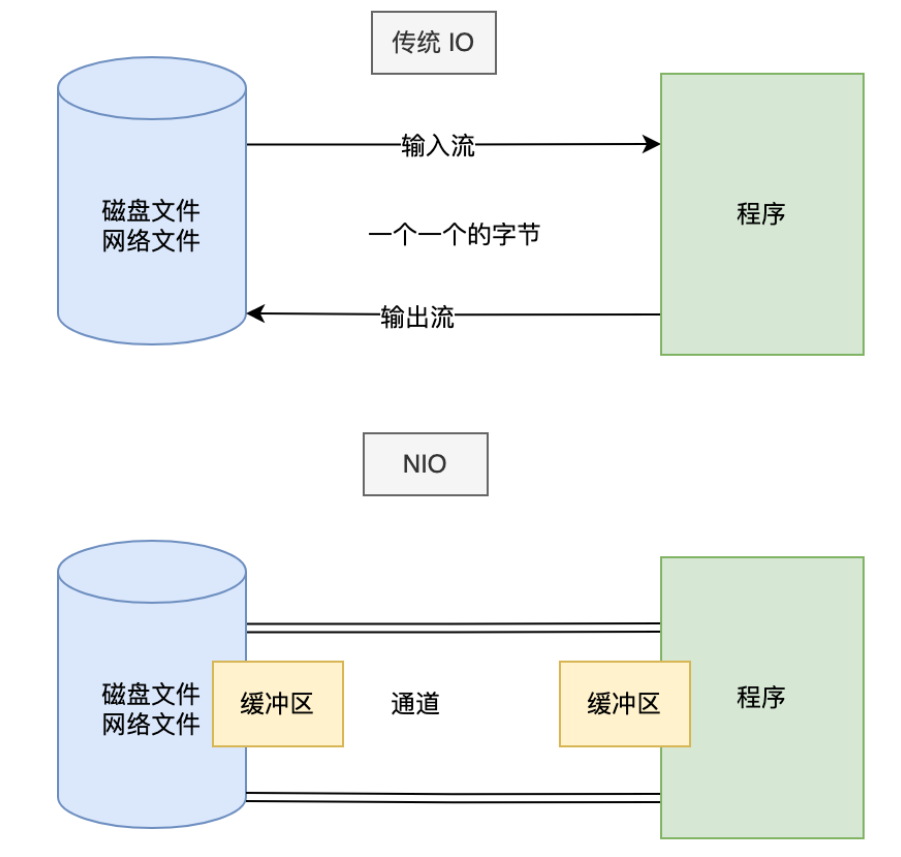 传统 IO
输入流
磁盘文件
网络文件
程序
一个一个的字节
输出流
NIO
磁盘文件
网络文件
缓冲区
通道
缓冲区
程序